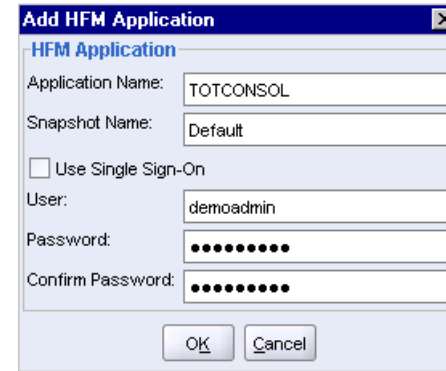 Add HFM Application
HFM Application
Application Name: TOTCONSOL
Snapshot Name: Default
Use Single Sign-On
User: demoadmin
Password: ●●●●●●●●●
Confirm Password: ●●●●●●●●●
OK Cancel